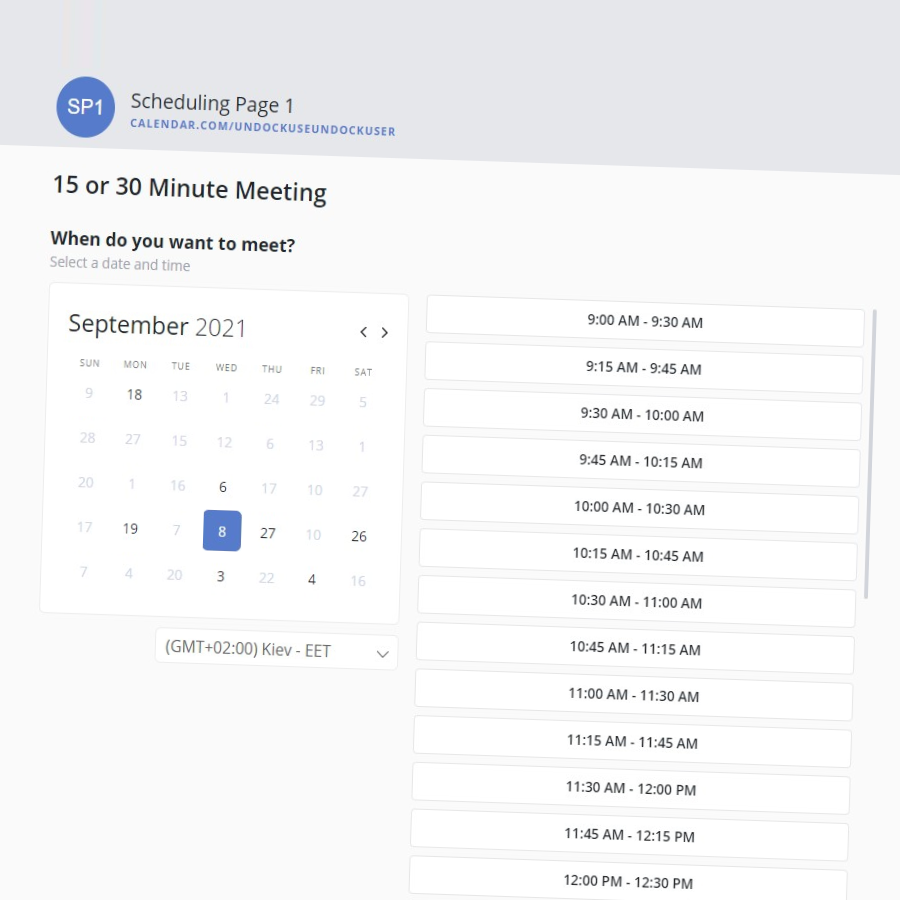 SP1
Scheduling Page 1
CALENDAR.COM/UNDOCKUSEUNDOCKUSER
15 or 30 Minute Meeting
When do you want to meet?
Select a date and time
September 2021
SUN MON TUE WED THU FRI SAT
9 18 13 1 24 29 5
28 27 15 12 6 13 1
20 1 16 6 17 10 27
17 19 7 8 27 10 26
7 4 20 3 22 4 16
(GMT+02:00) Kiev - EET
9:00 AM - 9:30 AM
9:15 AM - 9:45 AM
9:30 AM - 10:00 AM
9:45 AM - 10:15 AM
10:00 AM - 10:30 AM
10:15 AM - 10:45 AM
10:30 AM - 11:00 AM
10:45 AM - 11:15 AM
11:00 AM - 11:30 AM
11:15 AM - 11:45 AM
11:30 AM - 12:00 PM
11:45 AM - 12:15 PM
12:00 PM - 12:30 PM